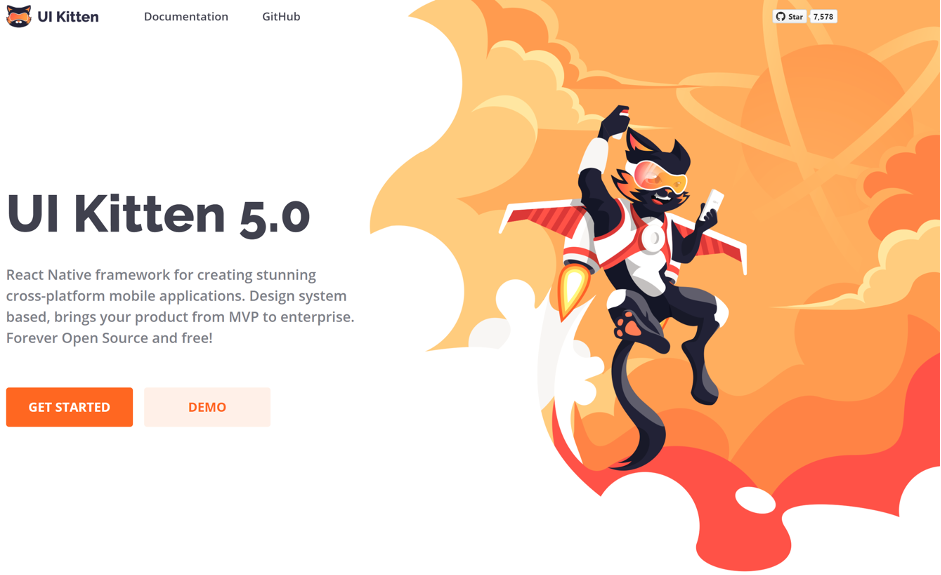 UI Kitten
Documentation
GitHub
Star
7,578
UI Kitten 5.0
React Native framework for creating stunning
cross-platform mobile applications. Design system
based, brings your product from MVP to enterprise.
Forever Open Source and free!
GET STARTED
DEMO